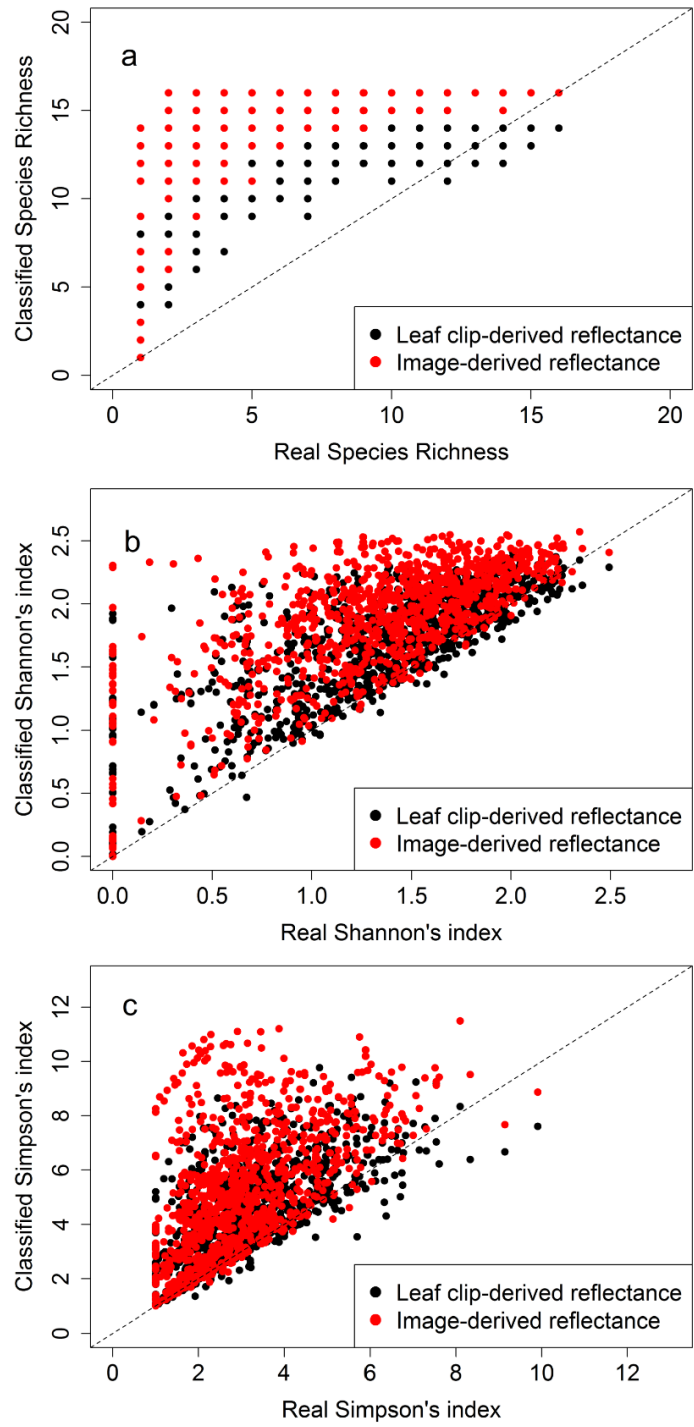 a
Classified Species Richness
20
15
10
5
0
Leaf clip-derived reflectance
Image-derived reflectance
0 5 10 15 20
Real Species Richness
b
Classified Shannon's index
2.5
2.0
1.5
1.0
0.5
0.0
Leaf clip-derived reflectance
Image-derived reflectance
0.0 0.5 1.0 1.5 2.0 2.5
Real Shannon's index
c
Classified Simpson's index
12
10
8
6
4
2
0
Leaf clip-derived reflectance
Image-derived reflectance
0 2 4 6 8 10 12
Real Simpson's index